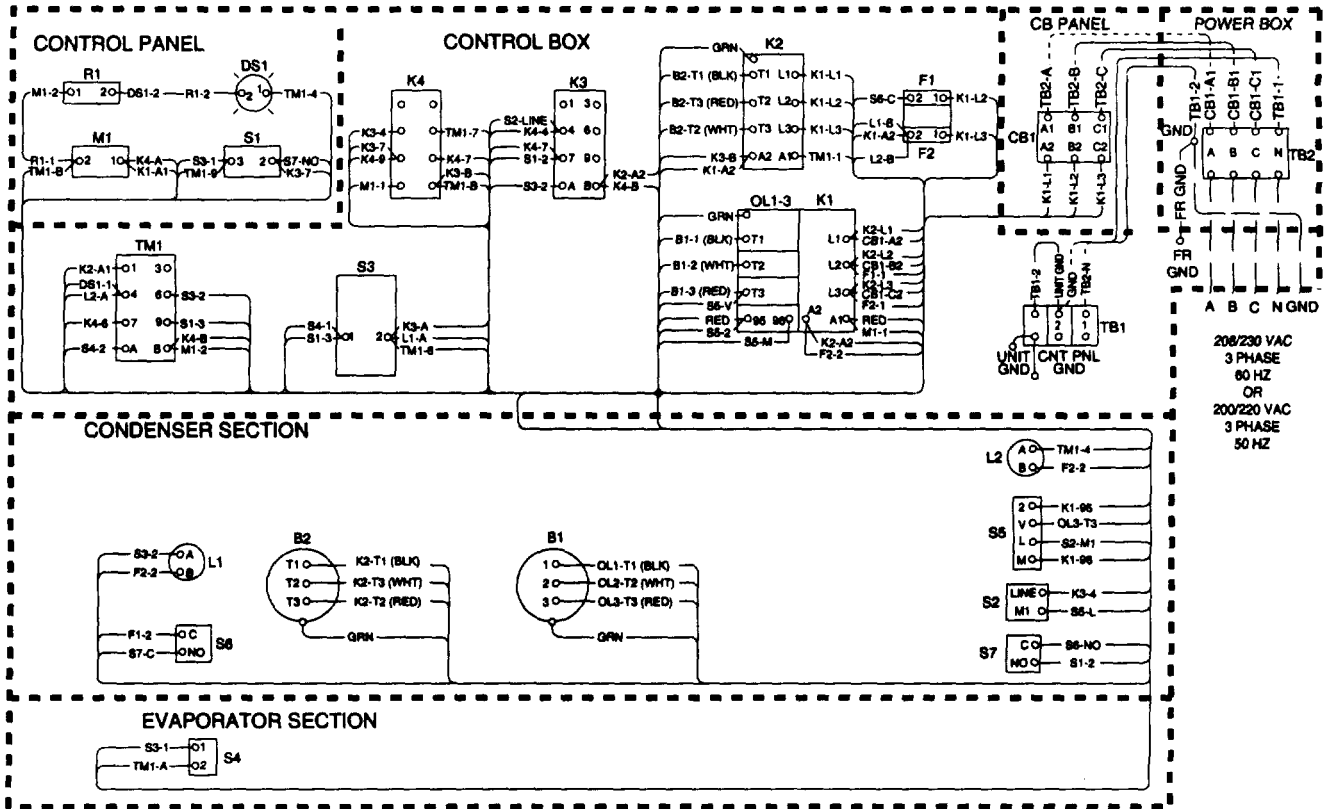 CONTROL PANEL
R1
DS1
M1-2 1 2 DS1-2 R1-2 2 1 TM1-4
M1
S1
R1-1 2 1 K4-A S3-1 3 2 S7-NO
TM1-B K1-A1 TM1-9 K3-7
CONTROL BOX
K4
K3
K3-4
K3-7
K4-9
M1-1
TM1-7
K4-7
K3-B
TM1-B
S2-LINE
K4-4
K4-7
S1-2
S3-2
1 3
4 6
7 9
A B
K2-A2
K4-B
K2
GRN
B2-T1 (BLK) T1 L1 K1-L1
B2-T3 (RED) T2 L2 K1-L2
B2-T2 (WHT) T3 L3 K1-L3
K3-B A2 A1 TM1-1
K1-A2
F1
S6-C 2 1 K1-L2
L1-B
K1-A2 2 1 K1-L3
L2-B
F2
OL1-3 K1
GRN
B1-1 (BLK) T1
B1-2 (WHT) T2
B1-3 (RED) T3
S5-V
RED 95 96
S5-2
S5-M
A2
L1
L2
L3
A1
K2-L1
CB1-A2
K2-L2
CB1-B2
F1-1
K2-L3
CB1-C2
F2-1
RED
M1-1
K2-A2
F2-2
CB PANEL
TB2-A
TB2-B
TB2-C
CB1
A1 B1 C1
A2 B2 C2
K1-L1
K1-L2
K1-L3
POWER BOX
TB1-2
CB1-A1
CB1-B1
CB1-C1
TB1-1
GND
A B C N
TB2
FR GND
FR
GND
A B C N GND
208/230 VAC
3 PHASE
60 HZ
OR
200/220 VAC
3 PHASE
50 HZ
TB1-2
UNIT GND
GND
TB2-N
2 1
TB1
UNIT
GND
CNT PNL
GND
TM1
K2-A1 1 3
DS1-1
L2-A 4 6 S3-2
K4-6 7 9 S1-3
K4-B
S4-2 A B M1-2
S3
S4-1
S1-3
1
2
K3-A
L1-A
TM1-6
CONDENSER SECTION
L2
A TM1-4
B F2-2
S5
2 K1-95
V OL3-T3
L S2-M1
M K1-96
S2
LINE K3-4
M1 S5-L
S7
C S6-NO
NO S1-2
L1
S3-2 A
F2-2 B
S6
F1-2 C
S7-C NO
B2
T1 K2-T1 (BLK)
T2 K2-T3 (WHT)
T3 K2-T2 (RED)
GRN
B1
1 OL1-T1 (BLK)
2 OL2-T2 (WHT)
3 OL3-T3 (RED)
GRN
EVAPORATOR SECTION
S3-1 1
TM1-A 2
S4